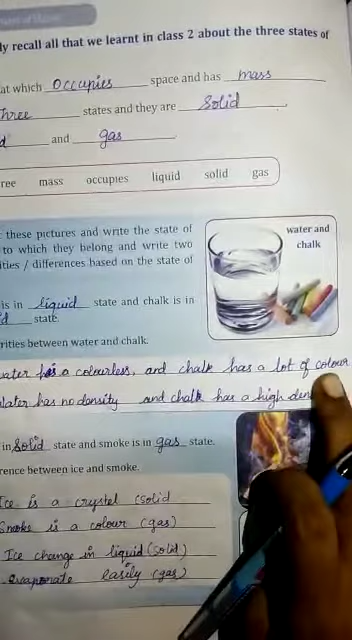 ly recall all that we learnt in class 2 about the three states of
at which occupies space and has mass
three states and they are solid
d and gas
ree mass occupies liquid solid gas
these pictures and write the state of
to which they belong and write two
ities / differences based on the state of
water and
chalk
is in liquid state and chalk is in
d state.
rities between water and chalk.
water has a colourless, and chalk has a lot of colour
Water has no density and chalk has a high den
in solid state and smoke is in gas state.
rence between ice and smoke.
Ice is a crystal (solid
Smoke is a colour (gas)
Ice change in liquid (solid)
evaporate easily (gas)